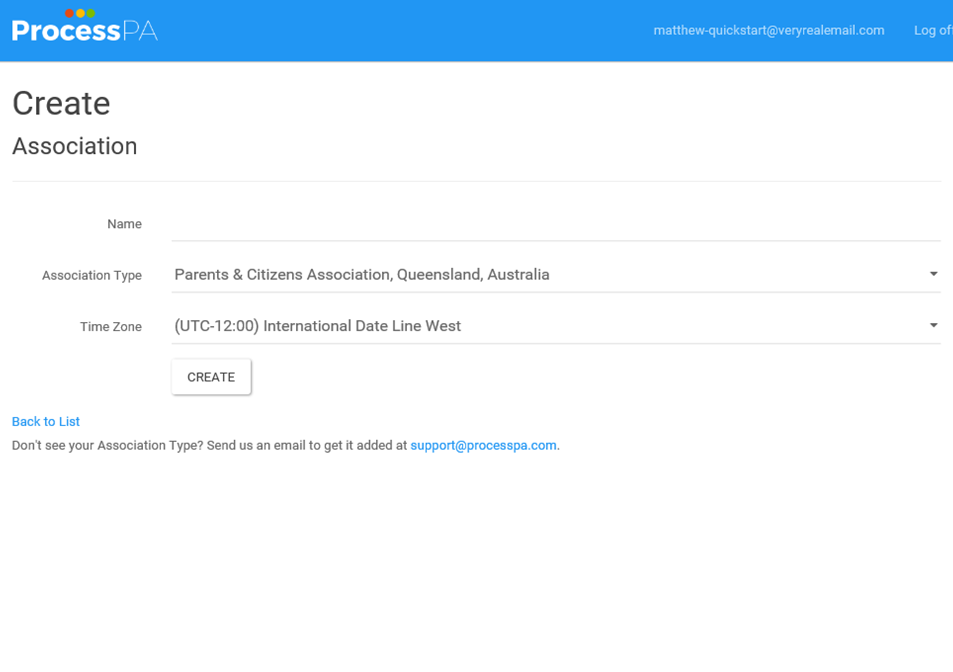 ProcessPA
matthew-quickstart@veryrealemail.com Log of
Create
Association
Name
Association Type Parents & Citizens Association, Queensland, Australia
Time Zone (UTC-12:00) International Date Line West
CREATE
Back to List
Don't see your Association Type? Send us an email to get it added at support@processpa.com.